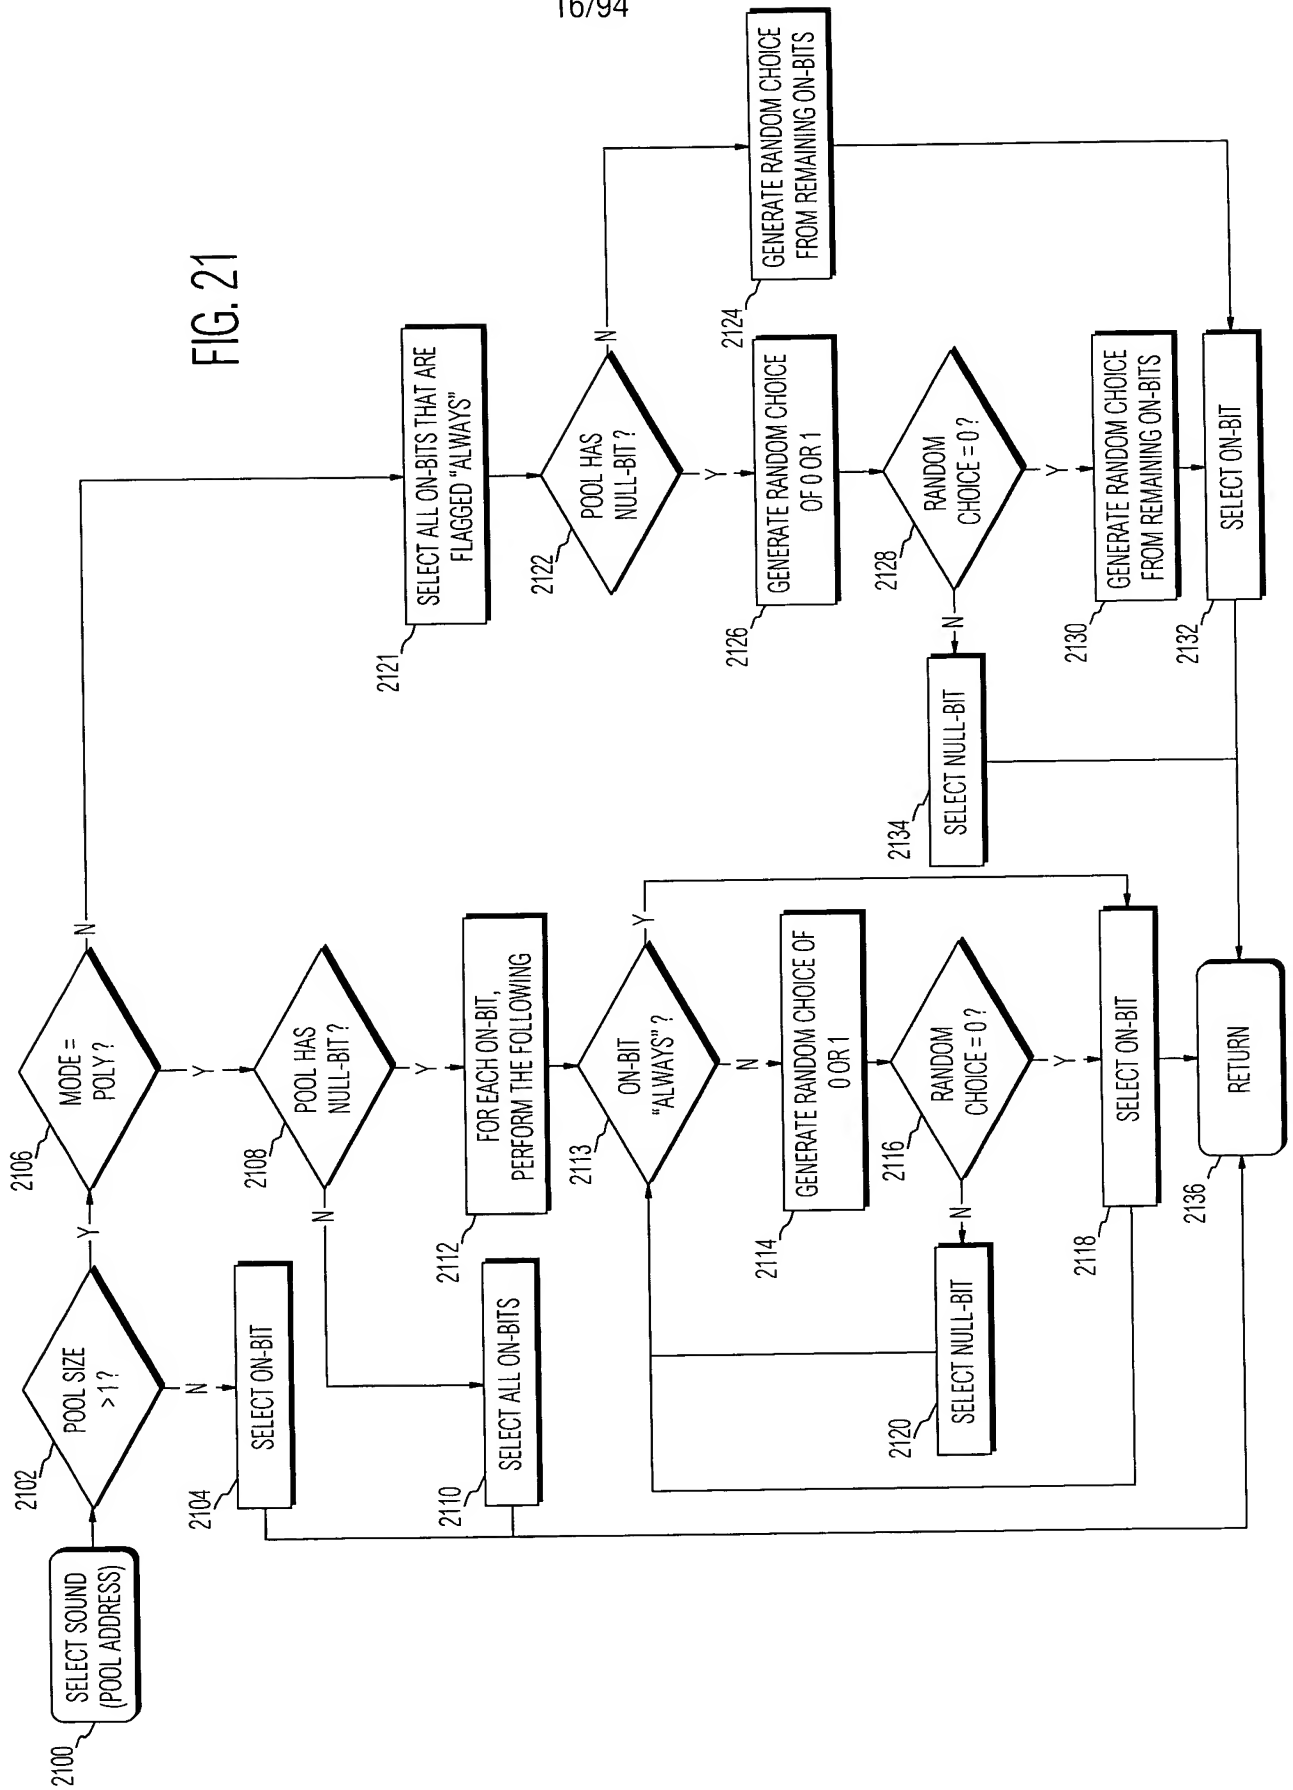 16/94
FIG. 21
2100
SELECT SOUND
(POOL ADDRESS)
2102
POOL SIZE
>1?
Y
N
2104
SELECT ON-BIT
2106
MODE =
POLY?
N
Y
2108
POOL HAS
NULL-BIT?
N
Y
2110
SELECT ALL ON-BITS
2112
FOR EACH ON-BIT,
PERFORM THE FOLLOWING
2113
ON-BIT
"ALWAYS"?
Y
N
2114
GENERATE RANDOM CHOICE OF
0 OR 1
2116
RANDOM
CHOICE = 0?
N
Y
2120
SELECT NULL-BIT
2118
SELECT ON-BIT
2136
RETURN
2121
SELECT ALL ON-BITS THAT ARE
FLAGGED "ALWAYS"
2122
POOL HAS
NULL-BIT?
N
Y
2124
GENERATE RANDOM CHOICE
FROM REMAINING ON-BITS
2126
GENERATE RANDOM CHOICE
OF 0 OR 1
2128
RANDOM
CHOICE = 0?
N
Y
2134
SELECT NULL-BIT
2130
GENERATE RANDOM CHOICE
FROM REMAINING ON-BITS
2132
SELECT ON-BIT